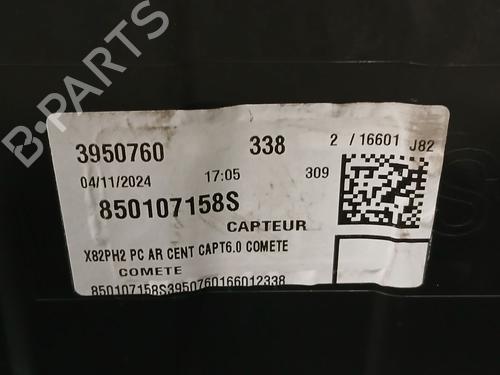 B-PARTS
3950760 338 2 / 16601 J82
04/11/2024 17:05 309
850107158S
CAPTEUR
X82PH2 PC AR CENT CAPT6.0 COMETE
COMETE
850107158S3950760166012338